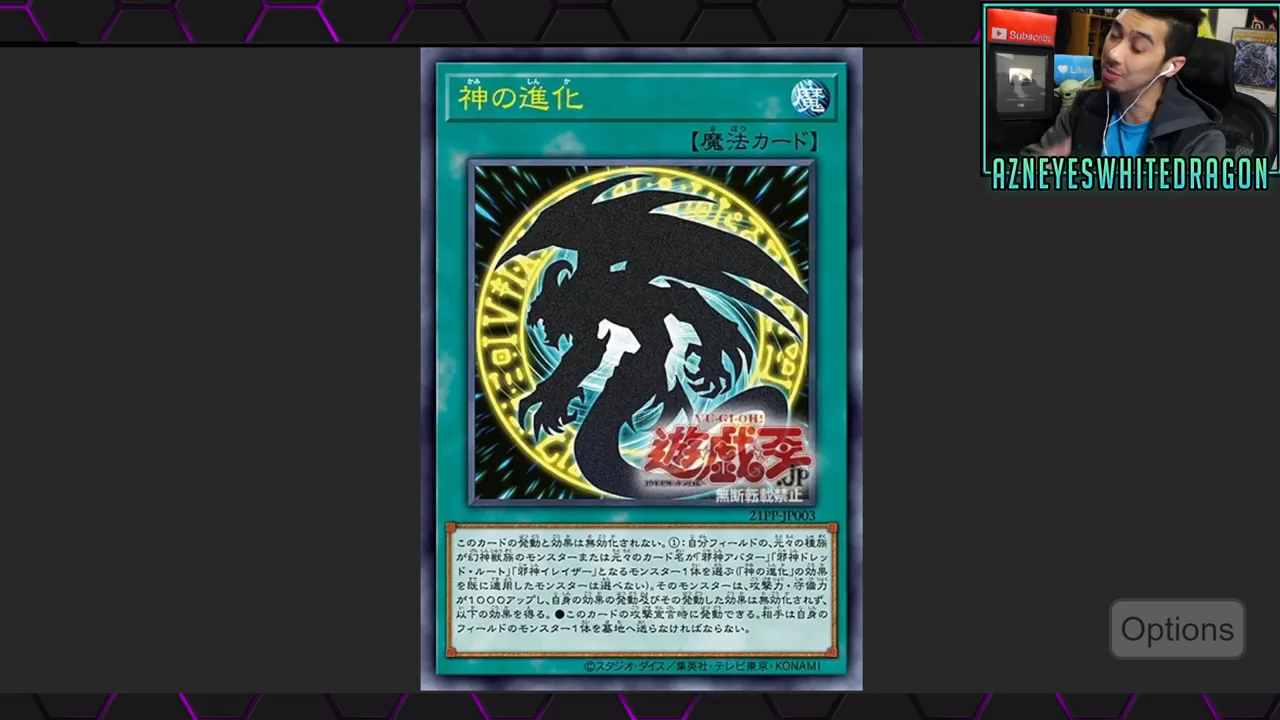 Subscribe
Like
AZNEYESWHITEDRAGON
神の進化
かみ しん か
魔
【魔法カード】
ま ほう
YU-GI-OH!
遊戯王
.jp
無断転載禁止
21PP-JP003
このカードの発動と効果は無効化されない。①：自分フィールドの、元々の種族
が幻神獣族のモンスターまたは元々のカード名が「邪神アバター」「邪神ドレッ
ド・ルート」「邪神イレイザー」となるモンスター1体を選ぶ(「神の進化」の効果
を既に適用したモンスターは選べない)。そのモンスターは、攻撃力・守備力
が1000アップし、自身の効果の発動及びその発動した効果は無効化されず、
以下の効果を得る。●このカードの攻撃宣言時に発動できる。相手は自身の
フィールドのモンスター1体を墓地へ送らなければならない。
©スタジオ・ダイス/集英社・テレビ東京・KONAMI
Options